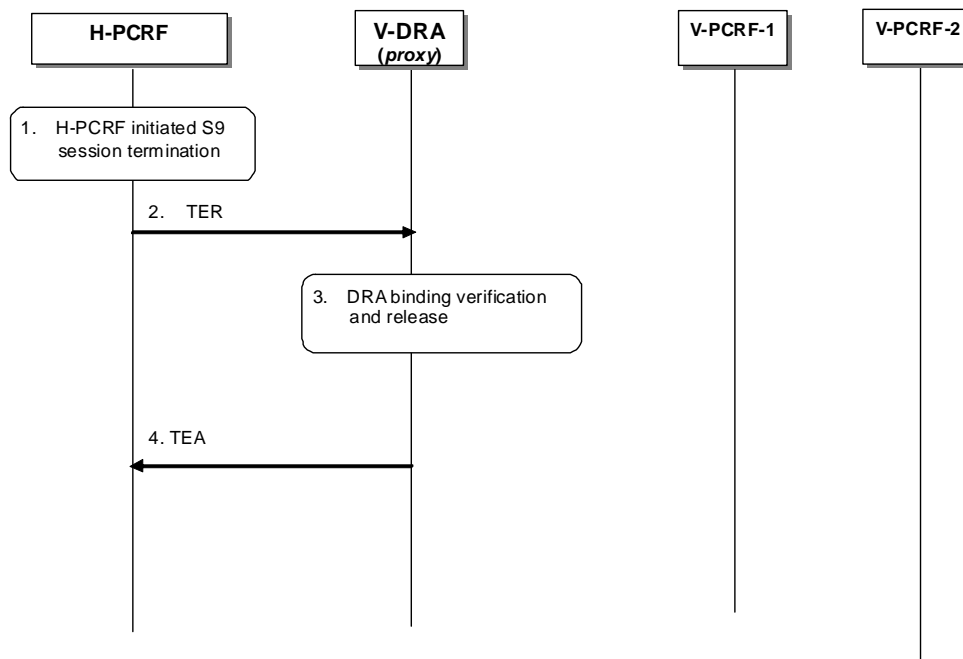 H-PCRF
V-DRA
(proxy)
V-PCRF-1
V-PCRF-2
1. H-PCRF initiated S9
session termination
2. TER
3. DRA binding verification
and release
4. TEA